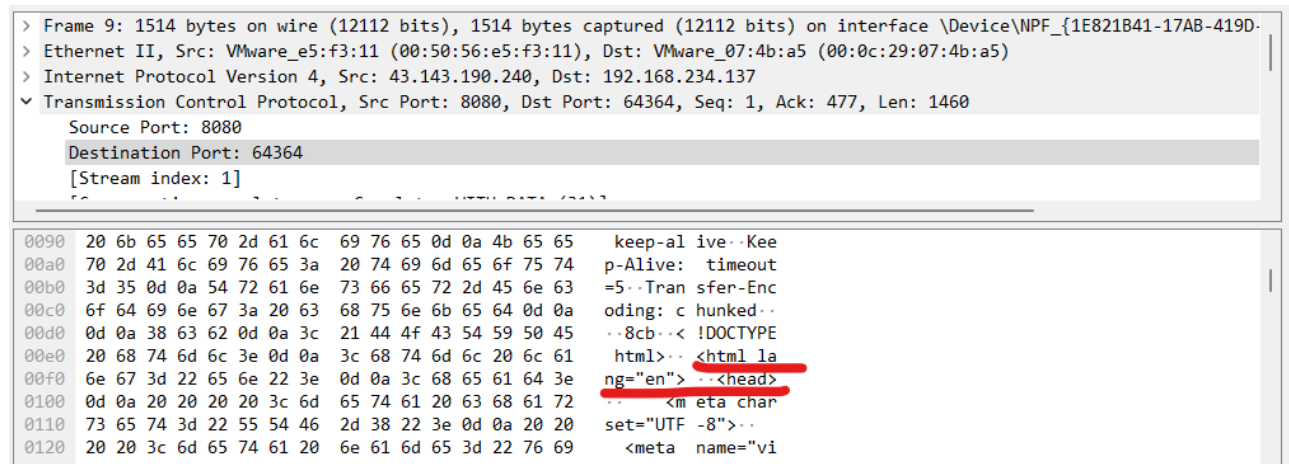 > Frame 9: 1514 bytes on wire (12112 bits), 1514 bytes captured (12112 bits) on interface \Device\NPF_{1E821B41-17AB-419D-
> Ethernet II, Src: VMware_e5:f3:11 (00:50:56:e5:f3:11), Dst: VMware_07:4b:a5 (00:0c:29:07:4b:a5)
> Internet Protocol Version 4, Src: 43.143.190.240, Dst: 192.168.234.137
Transmission Control Protocol, Src Port: 8080, Dst Port: 64364, Seq: 1, Ack: 477, Len: 1460
Source Port: 8080
Destination Port: 64364
[Stream index: 1]
0090 20 6b 65 65 70 2d 61 6c 69 76 65 0d 0a 4b 65 65 keep-al ive··Kee
00a0 70 2d 41 6c 69 76 65 3a 20 74 69 6d 65 6f 75 74 p-Alive: timeout
00b0 3d 35 0d 0a 54 72 61 6e 73 66 65 72 2d 45 6e 63 =5··Tran sfer-Enc
00c0 6f 64 69 6e 67 3a 20 63 68 75 6e 6b 65 64 0d 0a oding: c hunked··
00d0 0d 0a 38 63 62 0d 0a 3c 21 44 4f 43 54 59 50 45 ··8cb··< !DOCTYPE
00e0 20 68 74 6d 6c 3e 0d 0a 3c 68 74 6d 6c 20 6c 61 html>·· <html la
00f0 6e 67 3d 22 65 6e 22 3e 0d 0a 3c 68 65 61 64 3e ng="en"> ··<head>
0100 0d 0a 20 20 20 20 3c 6d 65 74 61 20 63 68 61 72 ·· <m eta char
0110 73 65 74 3d 22 55 54 46 2d 38 22 3e 0d 0a 20 20 set="UTF -8">··
0120 20 20 3c 6d 65 74 61 20 6e 61 6d 65 3d 22 76 69 <meta name="vi